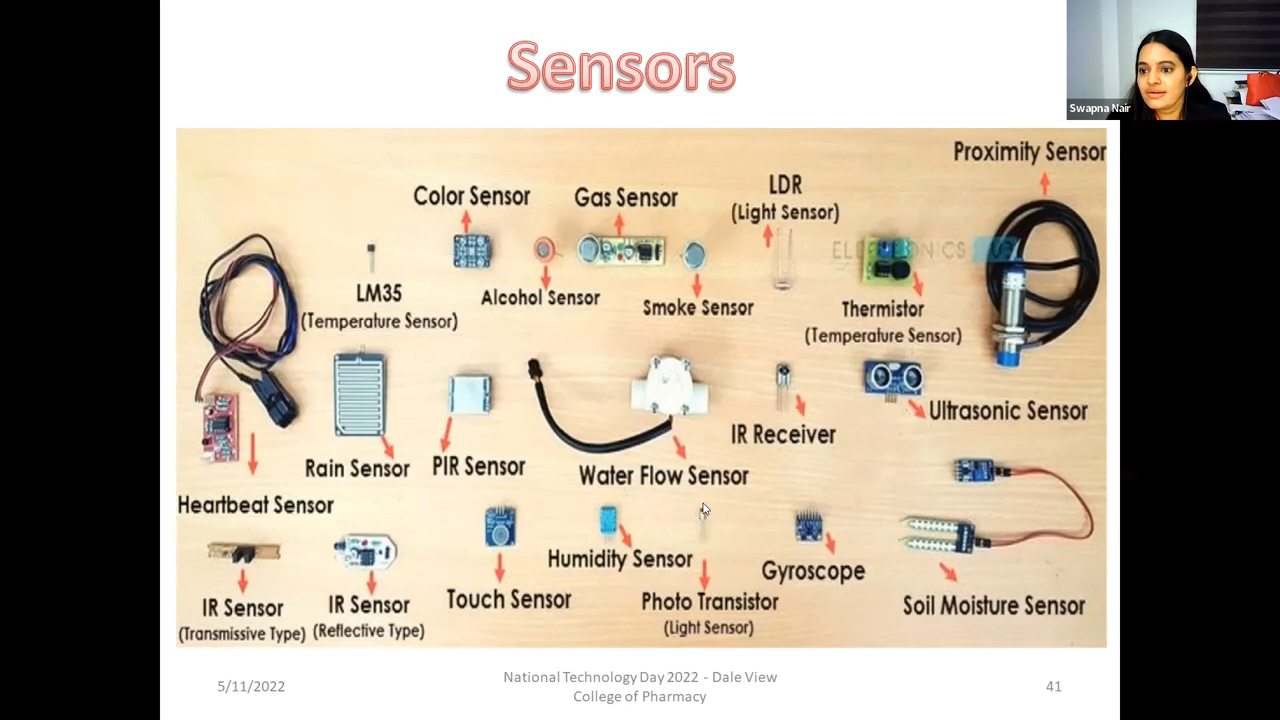 Sensors
Swapna Nair
Proximity Sensor
Color Sensor
Gas Sensor
LDR
(Light Sensor)
LM35
(Temperature Sensor)
Alcohol Sensor
Smoke Sensor
Thermistor
(Temperature Sensor)
Heartbeat Sensor
Rain Sensor
PIR Sensor
Water Flow Sensor
IR Receiver
Ultrasonic Sensor
IR Sensor
(Transmissive Type)
IR Sensor
(Reflective Type)
Touch Sensor
Humidity Sensor
Photo Transistor
(Light Sensor)
Gyroscope
Soil Moisture Sensor
5/11/2022
National Technology Day 2022 - Dale View
College of Pharmacy
41